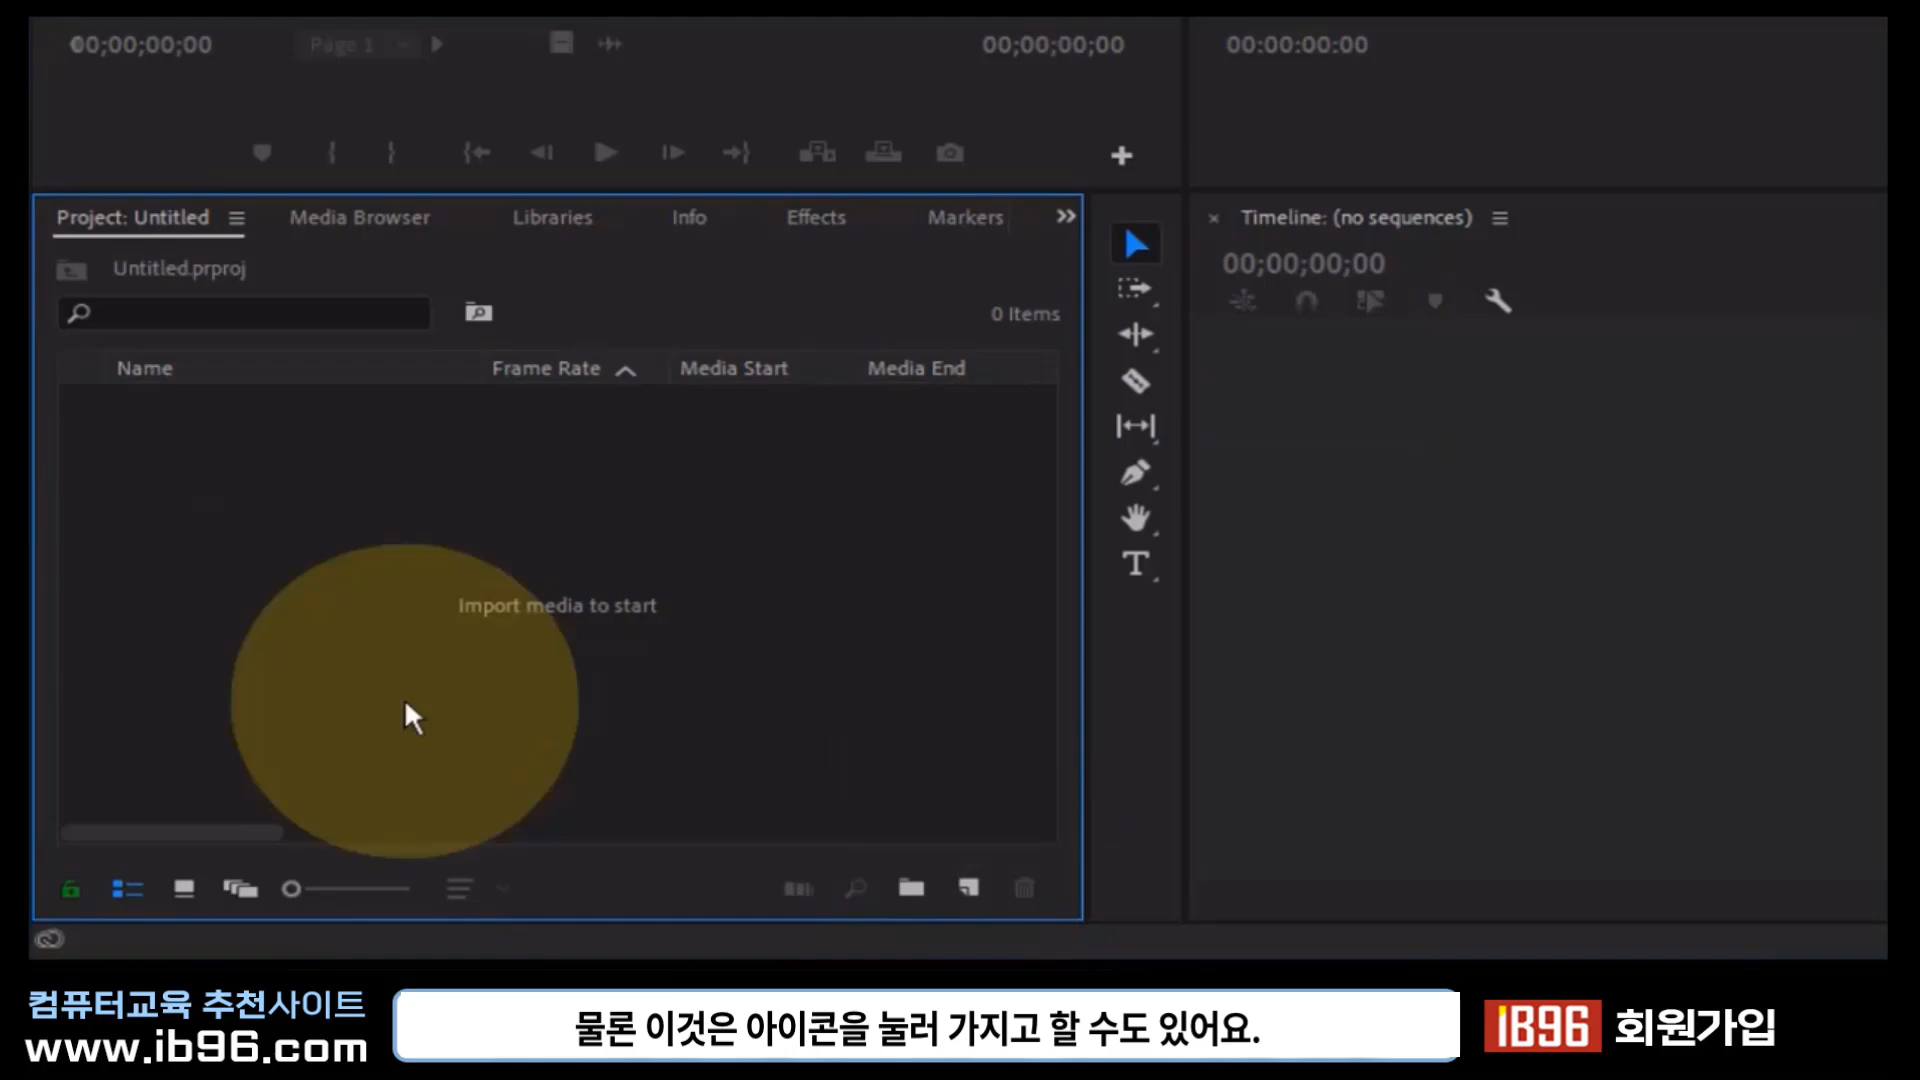 00;00;00;00
Page 1
00;00;00;00
00:00:00:00
Project: Untitled
Media Browser
Libraries
Info
Effects
Markers
Timeline: (no sequences)
Untitled.prproj
00;00;00;00
0 Items
Name
Frame Rate
Media Start
Media End
Import media to start
컴퓨터교육 추천사이트
www.ib96.com
물론 이것은 아이콘을 눌러 가지고 할 수도 있어요.
IB96 회원가입